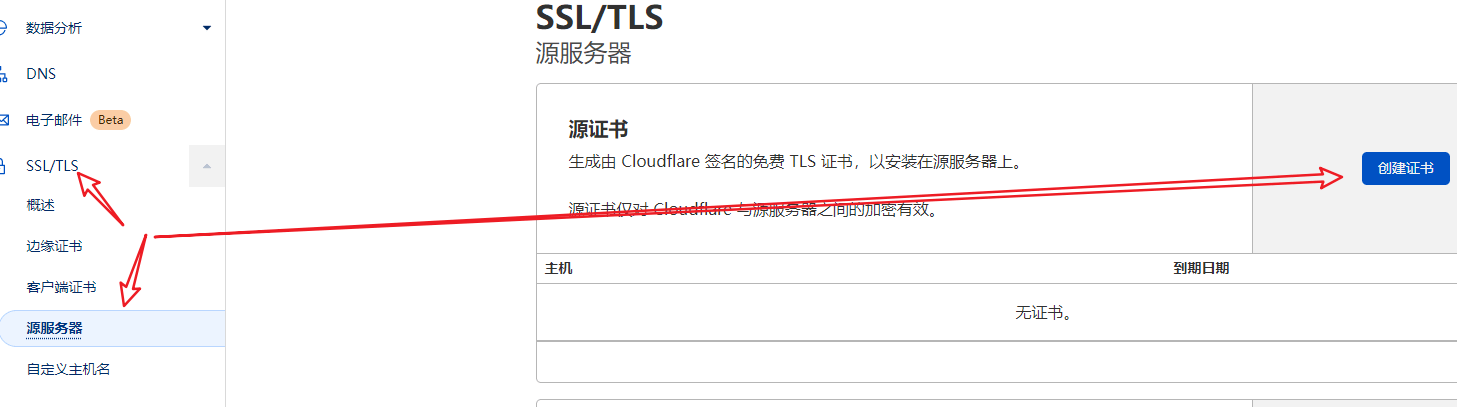 数据分析
DNS
电子邮件 Beta
SSL/TLS
概述
边缘证书
客户端证书
源服务器
自定义主机名
SSL/TLS
源服务器
源证书
生成由 Cloudflare 签名的免费 TLS 证书，以安装在源服务器上。
创建证书
源证书仅对 Cloudflare 与源服务器之间的加密有效。
主机 到期日期
无证书。